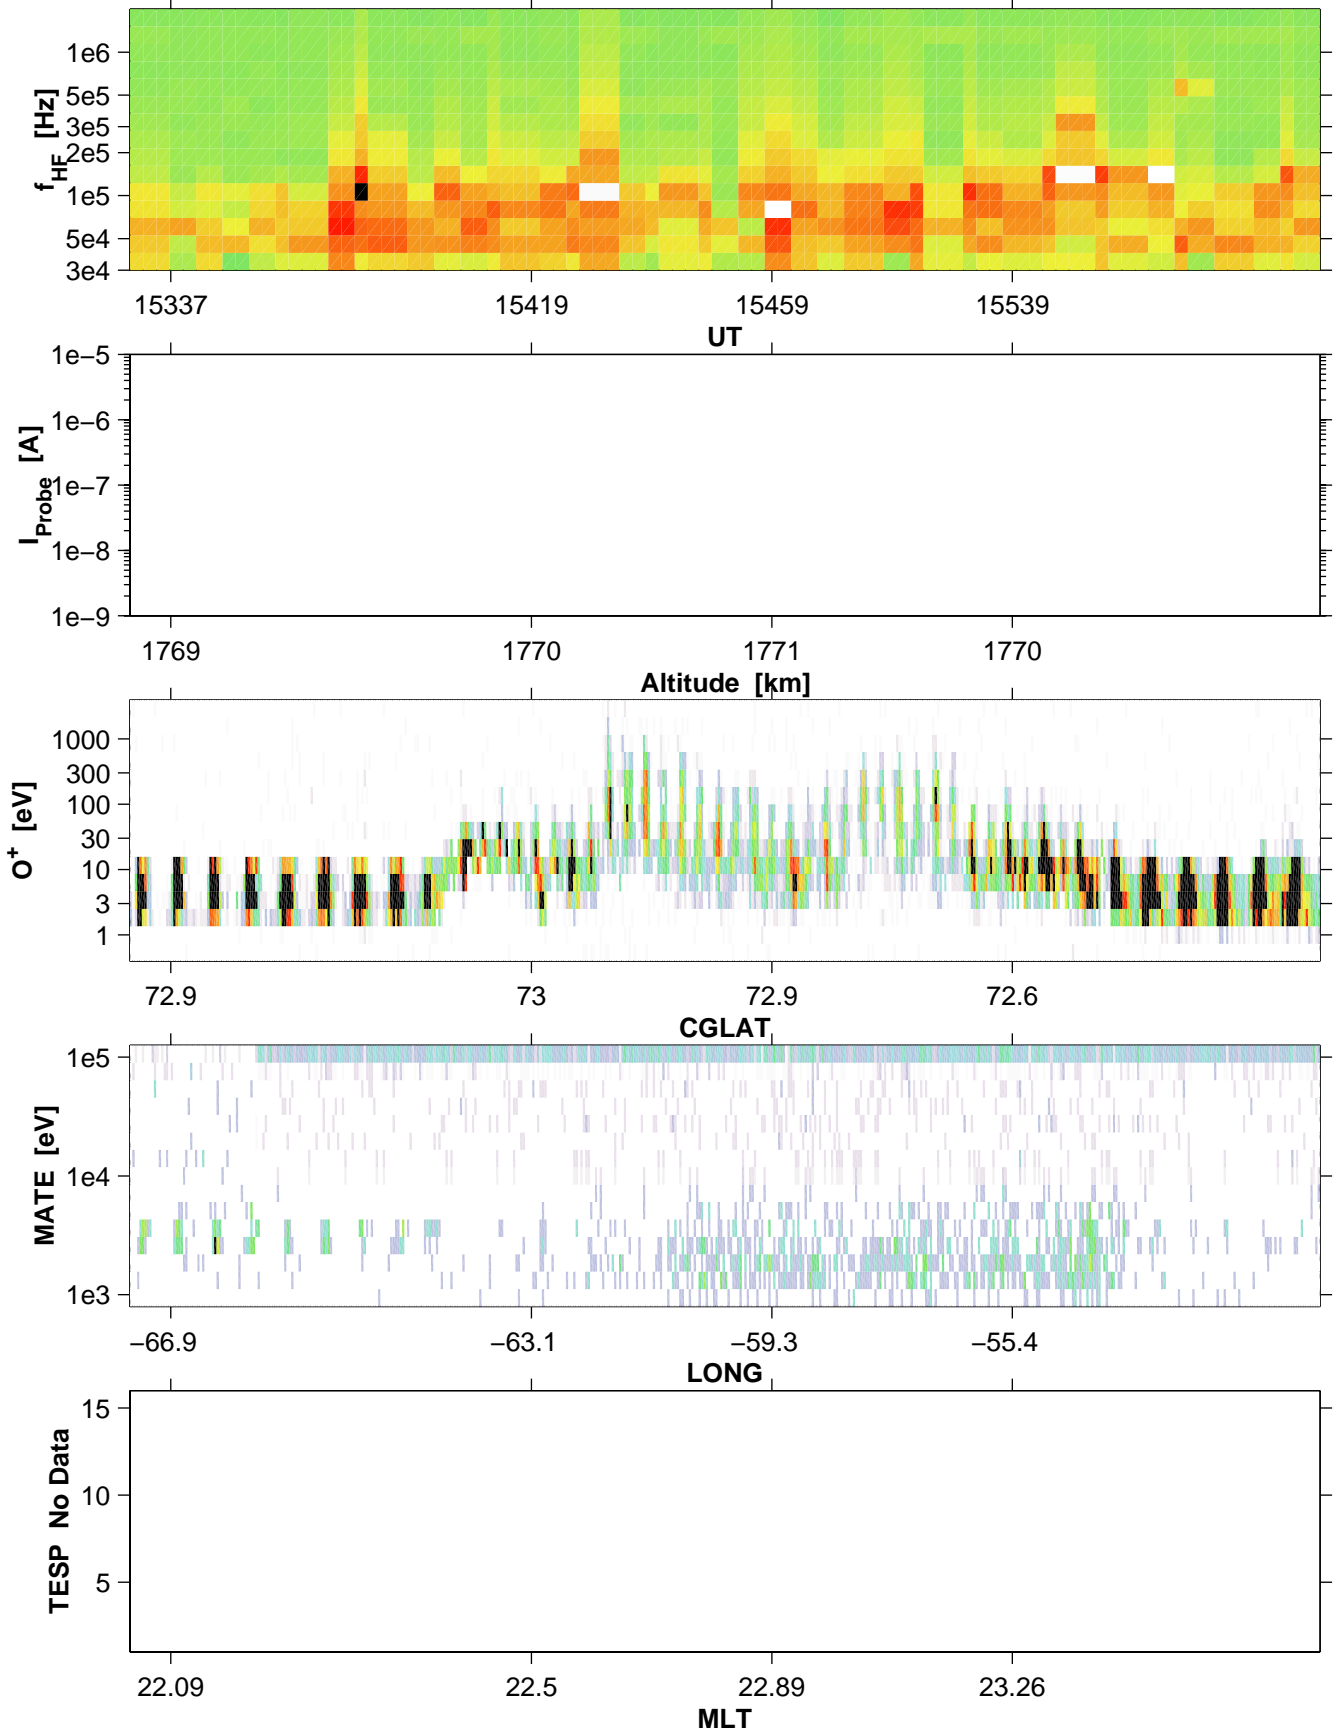 f_HF [Hz]
1e6
5e5
3e5
2e5
1e5
5e4
3e4
15337 15419 15459 15539
UT
I_Probe [A]
1e−5
1e−6
1e−7
1e−8
1e−9
1769 1770 1771 1770
Altitude [km]
O⁺ [eV]
1000
300
100
30
10
3
1
72.9 73 72.9 72.6
CGLAT
MATE [eV]
1e5
1e4
1e3
−66.9 −63.1 −59.3 −55.4
LONG
TESP No Data
15
10
5
22.09 22.5 22.89 23.26
MLT